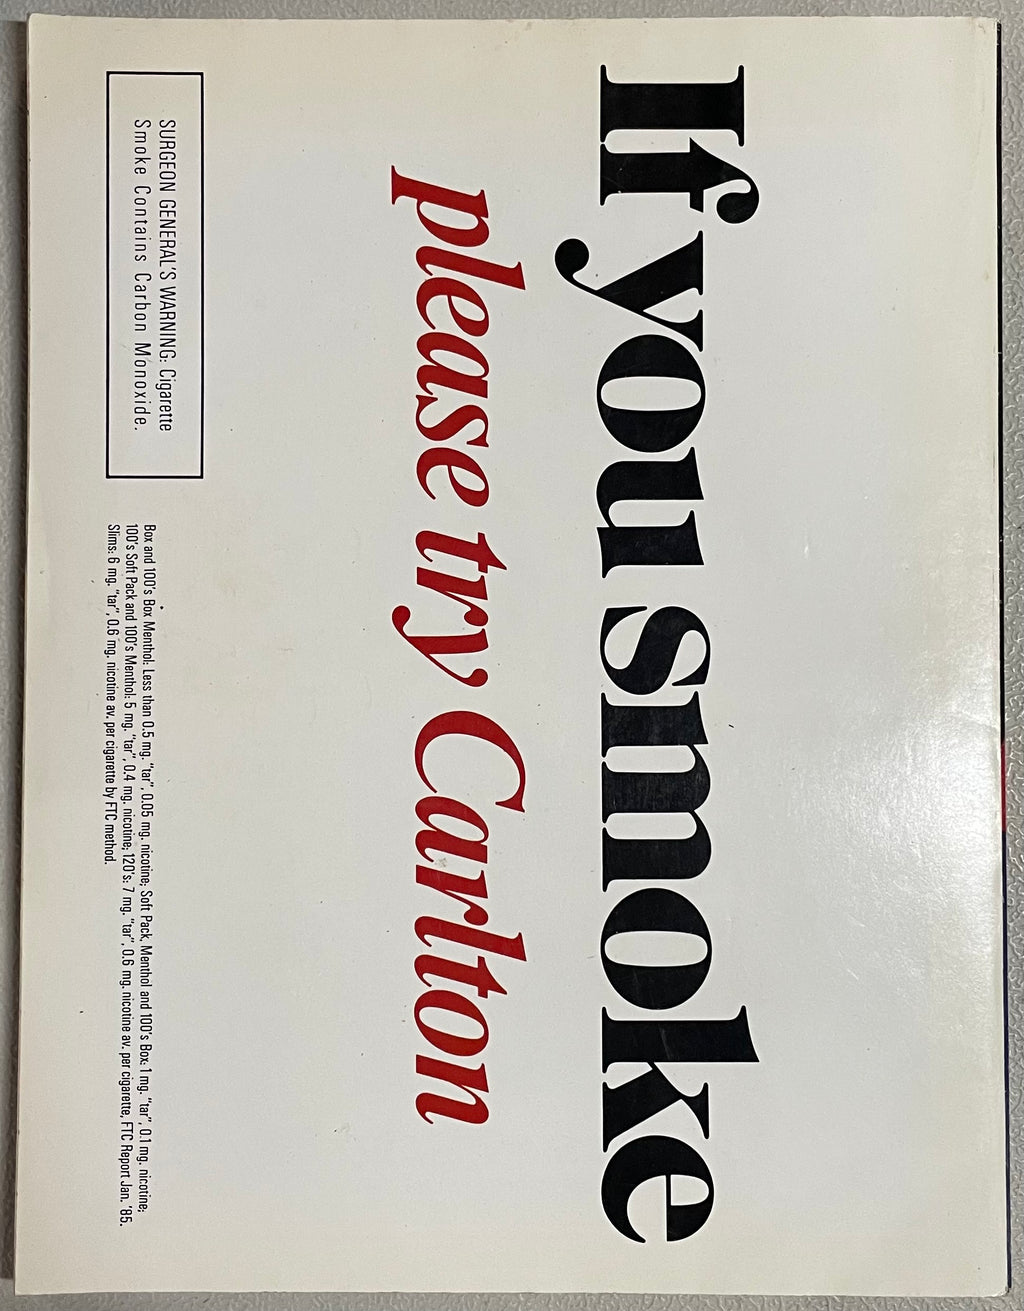 If you smoke
please try Carlton
SURGEON GENERAL'S WARNING: Cigarette
Smoke Contains Carbon Monoxide.
Box and 100's Box Menthol: Less than 0.5 mg. "tar", 0.05 mg. nicotine; Soft Pack, Menthol and 100's Box: 1 mg. "tar", 0.1 mg. nicotine;
100's Soft Pack and 100's Menthol: 5 mg. "tar", 0.4 mg. nicotine; 120's: 7 mg. "tar", 0.6 mg. nicotine av. per cigarette, FTC Report Jan. '85.
Slims: 6 mg. "tar", 0.6 mg. nicotine av. per cigarette by FTC method.